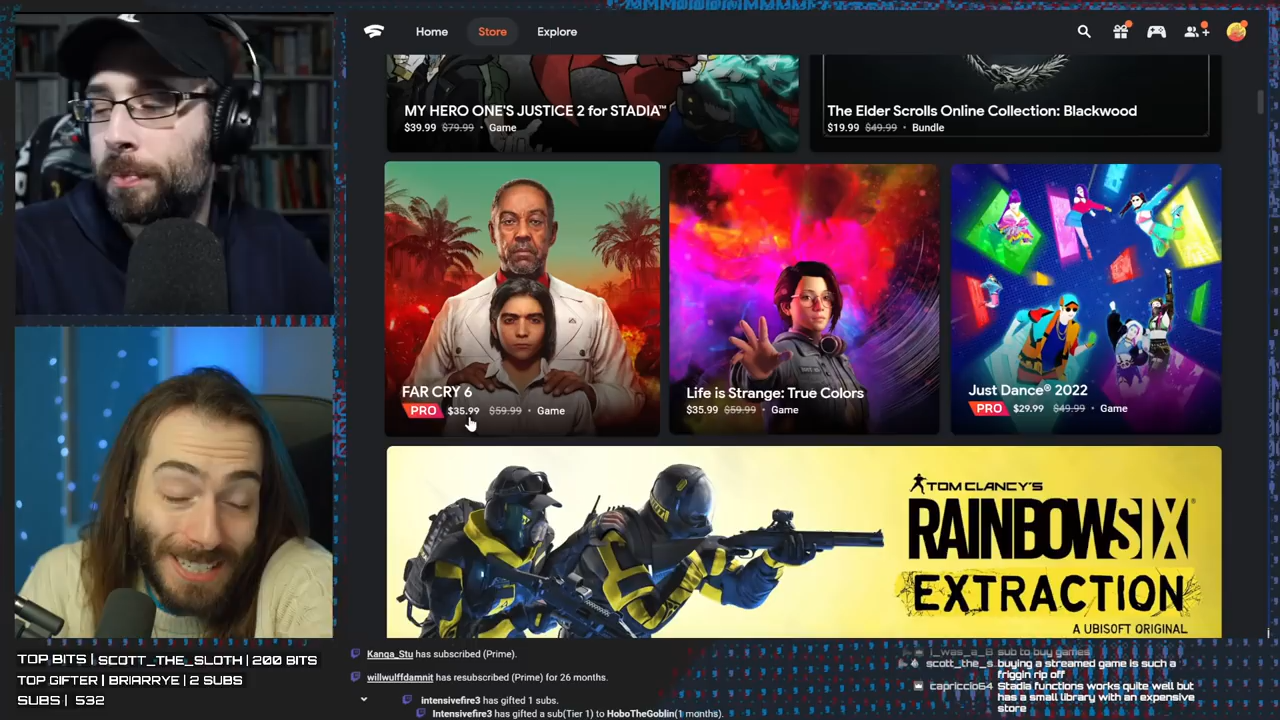 Home Store Explore
MY HERO ONE'S JUSTICE 2 for STADIA™
$39.99 $79.99 • Game
The Elder Scrolls Online Collection: Blackwood
$19.99 $49.99 • Bundle
FAR CRY 6
PRO $35.99 $59.99 • Game
Life is Strange: True Colors
$35.99 $59.99 • Game
Just Dance® 2022
PRO $29.99 $49.99 • Game
TOM CLANCY'S
RAINBOWSIX®
EXTRACTION
A UBISOFT ORIGINAL
TOP BITS | SCOTT_THE_SLOTH | 200 BITS
TOP GIFTER | BRIARRYE | 2 SUBS
SUBS | 532
Kanga_Stu has subscribed (Prime).
willwulffdamnit has resubscribed (Prime) for 26 months.
intensivefire3 has gifted 1 subs.
Intensivefire3 has gifted a sub(Tier 1) to HoboTheGoblin(1 months).
sub to buy games
scott_the_s buying a streamed game is such a
friggin rip off
capriccio64 Stadia functions works quite well but
has a small library with an expensive
store